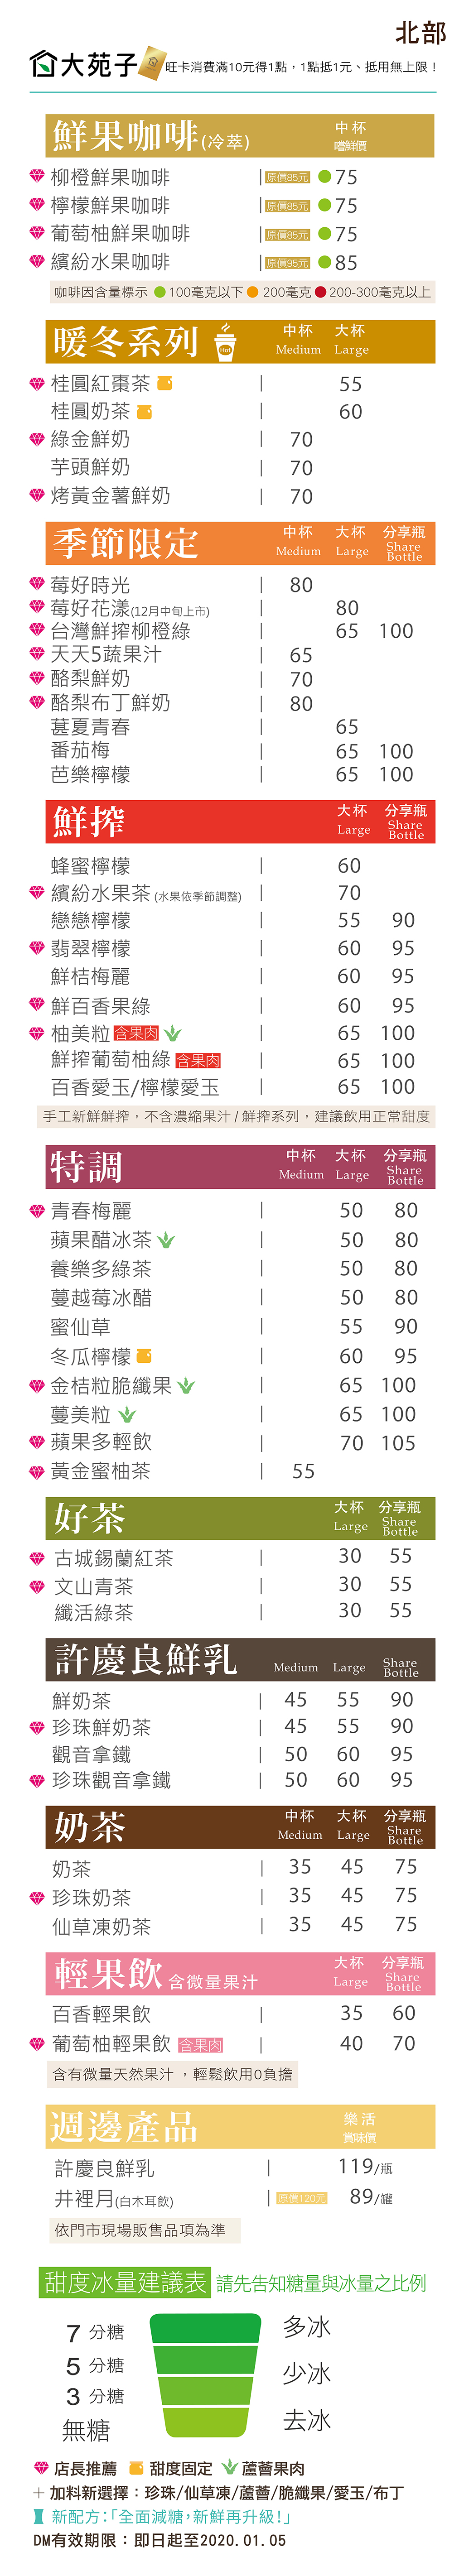 北部
大苑子 旺卡消費滿10元得1點，1點抵1元、抵用無上限！
鮮果咖啡(冷萃) 中杯 嚐鮮價
柳橙鮮果咖啡 | 原價85元 75
檸檬鮮果咖啡 | 原價85元 75
葡萄柚鮮果咖啡 | 原價85元 75
繽紛水果咖啡 | 原價95元 85
咖啡因含量標示 100毫克以下 200毫克 200-300毫克以上
暖冬系列 Hot 中杯 Medium 大杯 Large
桂圓紅棗茶 | 55
桂圓奶茶 | 60
綠金鮮奶 | 70
芋頭鮮奶 | 70
烤黃金薯鮮奶 | 70
季節限定 中杯 Medium 大杯 Large 分享瓶 Share Bottle
莓好時光 | 80
莓好花漾(12月中旬上市) | 80
台灣鮮搾柳橙綠 | 65 100
天天5蔬果汁 | 65
酪梨鮮奶 | 70
酪梨布丁鮮奶 | 80
葚夏青春 | 65
番茄梅 | 65 100
芭樂檸檬 | 65 100
鮮搾 大杯 Large 分享瓶 Share Bottle
蜂蜜檸檬 | 60
繽紛水果茶 (水果依季節調整) | 70
戀戀檸檬 | 55 90
翡翠檸檬 | 60 95
鮮桔梅麗 | 60 95
鮮百香果綠 | 60 95
柚美粒 含果肉 | 65 100
鮮搾葡萄柚綠 含果肉 | 65 100
百香愛玉/檸檬愛玉 | 65 100
手工新鮮鮮搾，不含濃縮果汁 / 鮮搾系列，建議飲用正常甜度
特調 中杯 Medium 大杯 Large 分享瓶 Share Bottle
青春梅麗 | 50 80
蘋果醋冰茶 | 50 80
養樂多綠茶 | 50 80
蔓越莓冰醋 | 50 80
蜜仙草 | 55 90
冬瓜檸檬 | 60 95
金桔粒脆纖果 | 65 100
蔓美粒 | 65 100
蘋果多輕飲 | 70 105
黃金蜜柚茶 | 55
好茶 大杯 Large 分享瓶 Share Bottle
古城錫蘭紅茶 | 30 55
文山青茶 | 30 55
纖活綠茶 | 30 55
許慶良鮮乳 Medium Large Share Bottle
鮮奶茶 | 45 55 90
珍珠鮮奶茶 | 45 55 90
觀音拿鐵 | 50 60 95
珍珠觀音拿鐵 | 50 60 95
奶茶 中杯 Medium 大杯 Large 分享瓶 Share Bottle
奶茶 | 35 45 75
珍珠奶茶 | 35 45 75
仙草凍奶茶 | 35 45 75
輕果飲 含微量果汁 大杯 Large 分享瓶 Share Bottle
百香輕果飲 | 35 60
葡萄柚輕果飲 含果肉 | 40 70
含有微量天然果汁 ，輕鬆飲用0負擔
週邊產品 樂活 賞味價
許慶良鮮乳 | 119/瓶
井裡月(白木耳飲) | 原價120元 89/罐
依門市現場販售品項為準
甜度冰量建議表 請先告知糖量與冰量之比例
7 分糖 多冰
5 分糖 少冰
3 分糖
無糖 去冰
店長推薦 甜度固定 蘆薈果肉
＋ 加料新選擇：珍珠/仙草凍/蘆薈/脆纖果/愛玉/布丁
新配方：「全面減糖，新鮮再升級！」
DM有效期限：即日起至2020.01.05